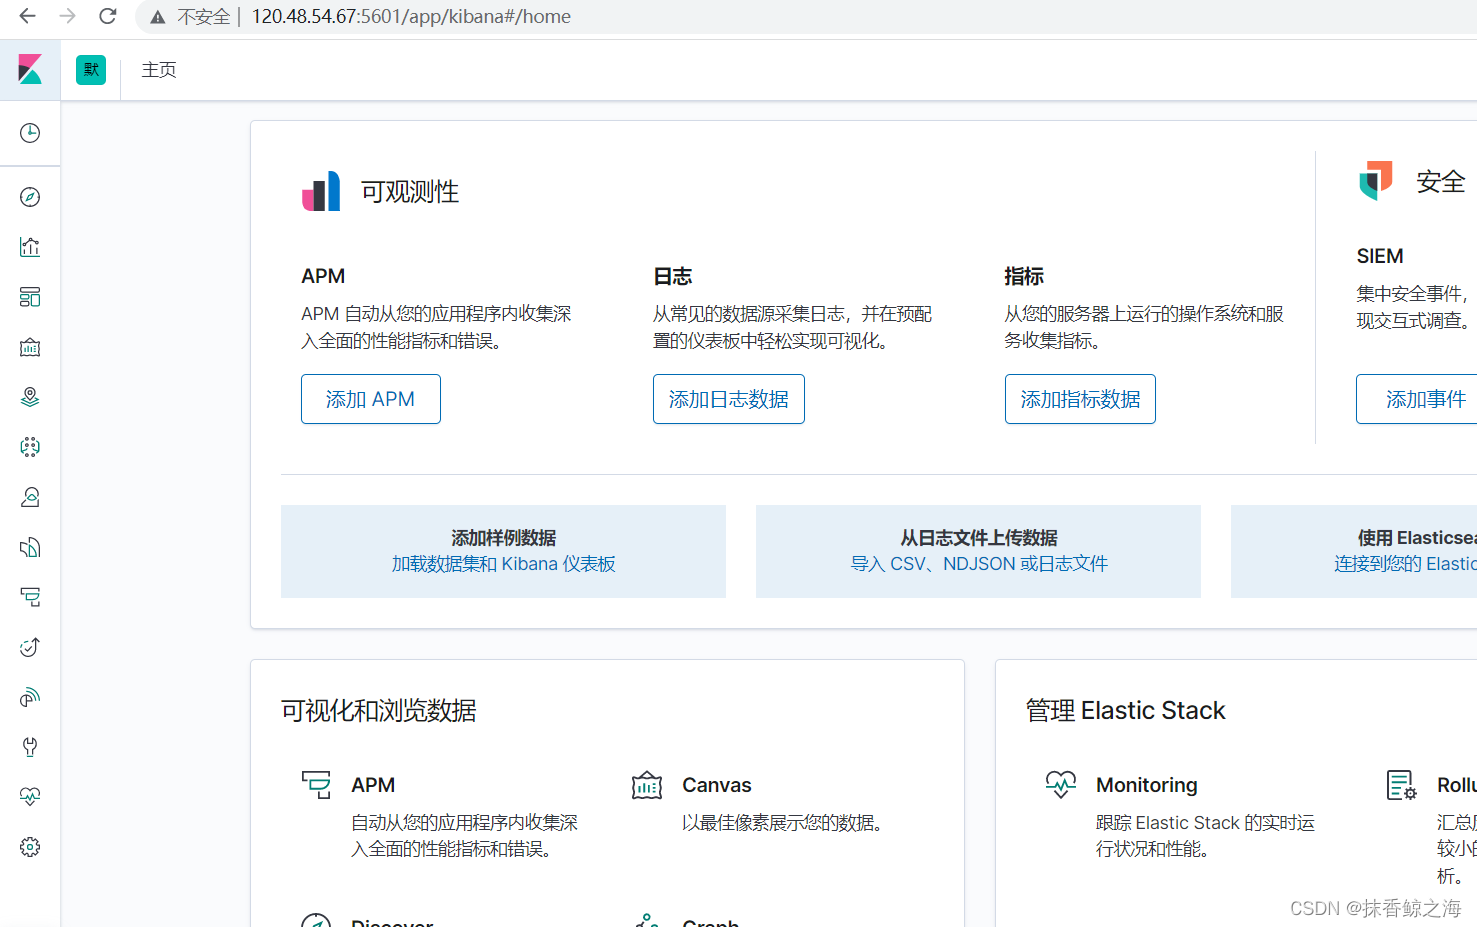 不安全 | 120.48.54.67:5601/app/kibana#/home
默 主页
可观测性
安全
APM
APM 自动从您的应用程序内收集深
入全面的性能指标和错误。
添加 APM
日志
从常见的数据源采集日志，并在预配
置的仪表板中轻松实现可视化。
添加日志数据
指标
从您的服务器上运行的操作系统和服
务收集指标。
添加指标数据
SIEM
集中安全事件，
现交互式调查。
添加事件
添加样例数据
加载数据集和 Kibana 仪表板
从日志文件上传数据
导入 CSV、NDJSON 或日志文件
使用 Elasticsea
连接到您的 Elastic
可视化和浏览数据
APM
自动从您的应用程序内收集深
入全面的性能指标和错误。
Canvas
以最佳像素展示您的数据。
Discover
Graph
管理 Elastic Stack
Monitoring
跟踪 Elastic Stack 的实时运
行状况和性能。
Rollu
汇总
较小的
析。
CSDN @抹香鲸之海